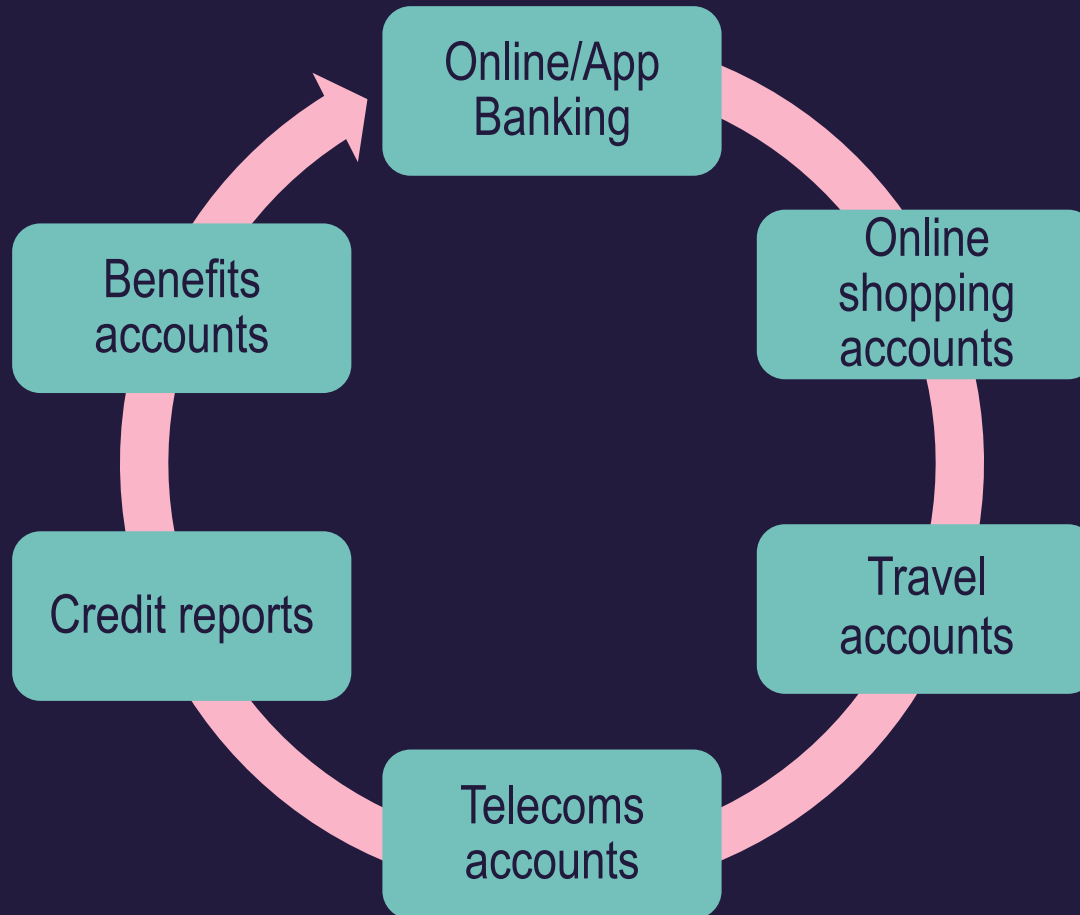 Online/App
Banking
Online
shopping
accounts
Travel
accounts
Telecoms
accounts
Credit reports
Benefits
accounts